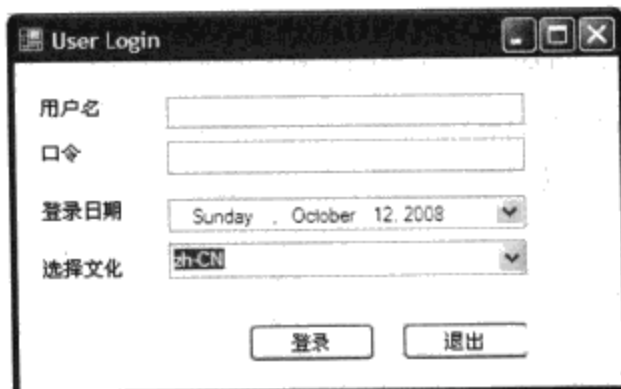 User Login
用户名
口令
登录日期 Sunday , October 12, 2008
选择文化 zh-CN
登录 退出